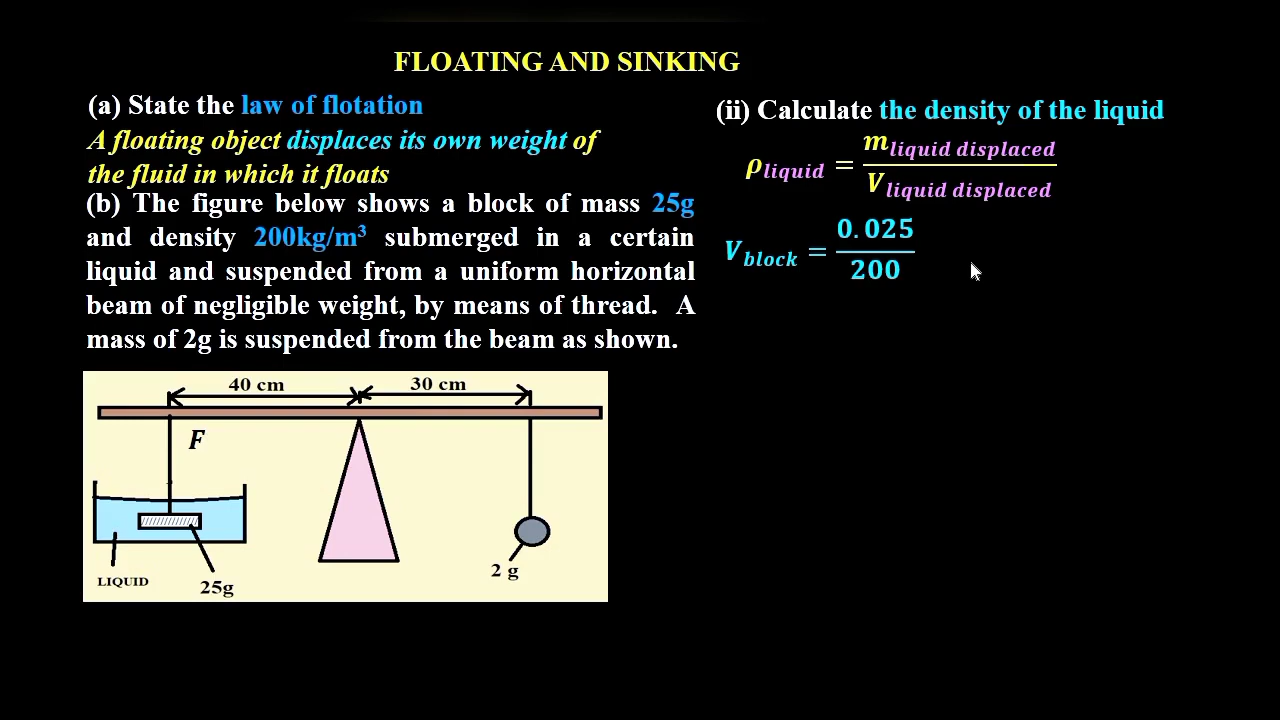 FLOATING AND SINKING
(a) State the law of flotation
A floating object displaces its own weight of
the fluid in which it floats
(b) The figure below shows a block of mass 25g
and density 200kg/m³ submerged in a certain
liquid and suspended from a uniform horizontal
beam of negligible weight, by means of thread. A
mass of 2g is suspended from the beam as shown.
40 cm
30 cm
F
LIQUID
25g
2 g
(ii) Calculate the density of the liquid
ρ liquid = m liquid displaced / V liquid displaced
V block = 0.025 / 200